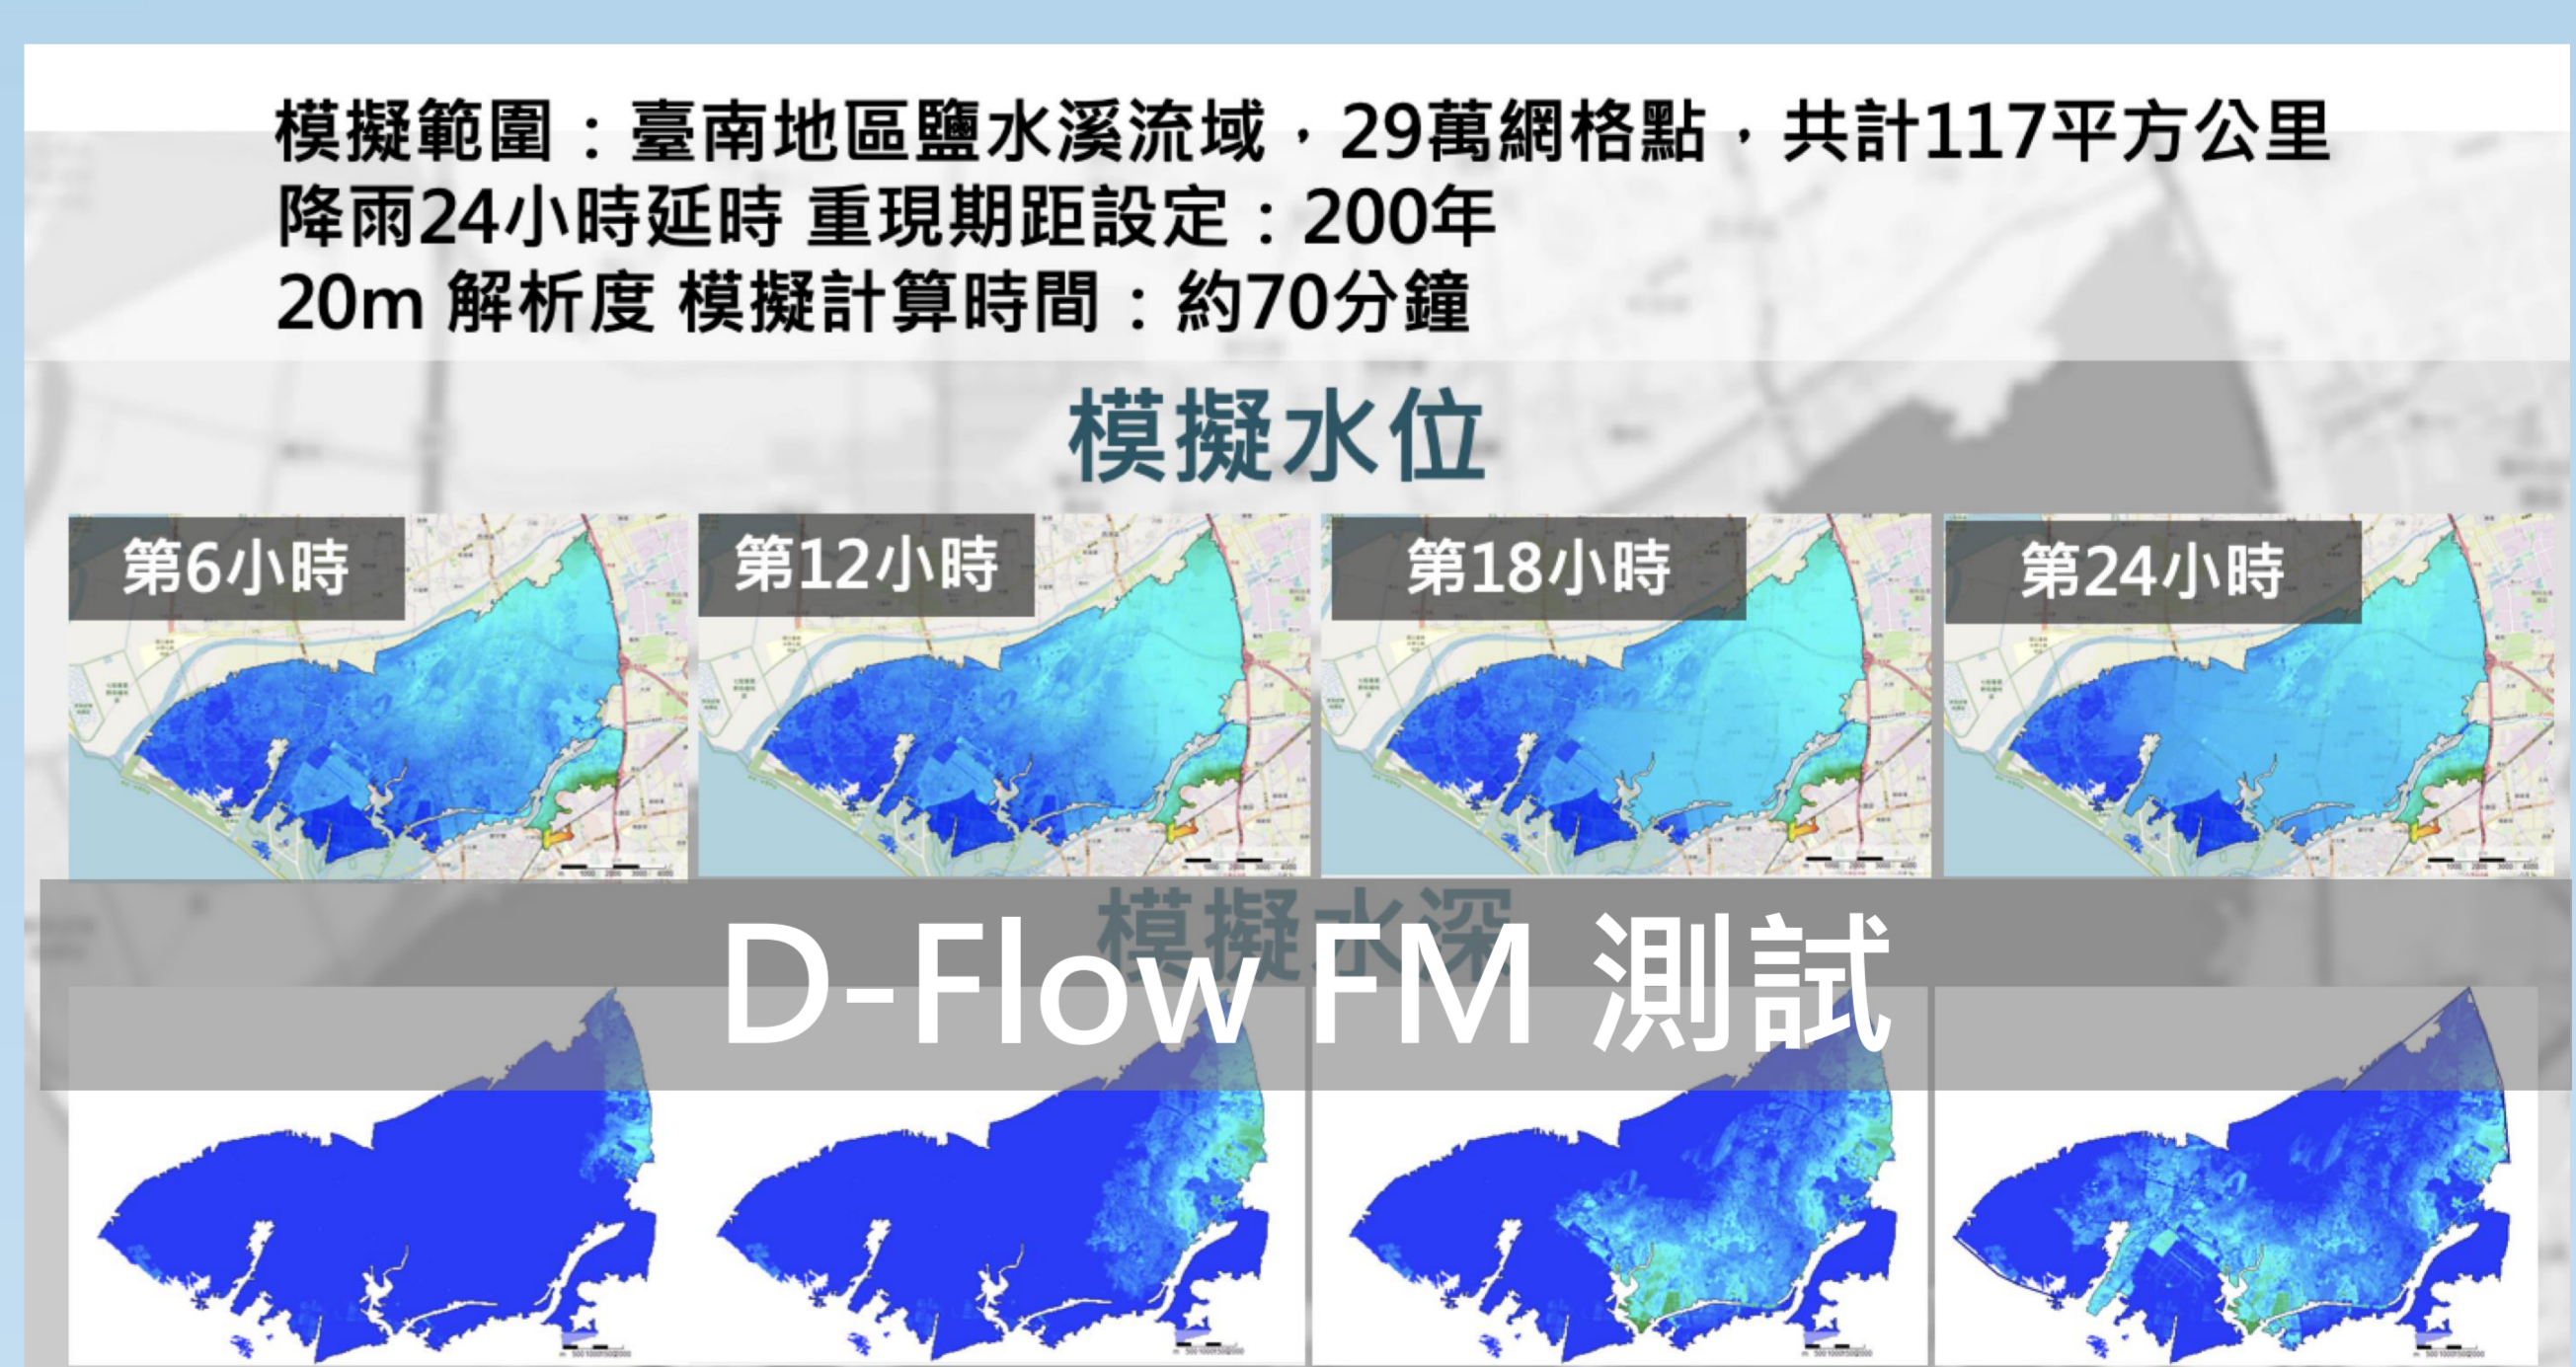 模擬範圍：臺南地區鹽水溪流域，29萬網格點，共計117平方公里
降雨24小時延時 重現期距設定：200年
20m 解析度 模擬計算時間：約70分鐘
模擬水位
第6小時
第12小時
第18小時
第24小時
模擬水深
D-Flow FM 測試